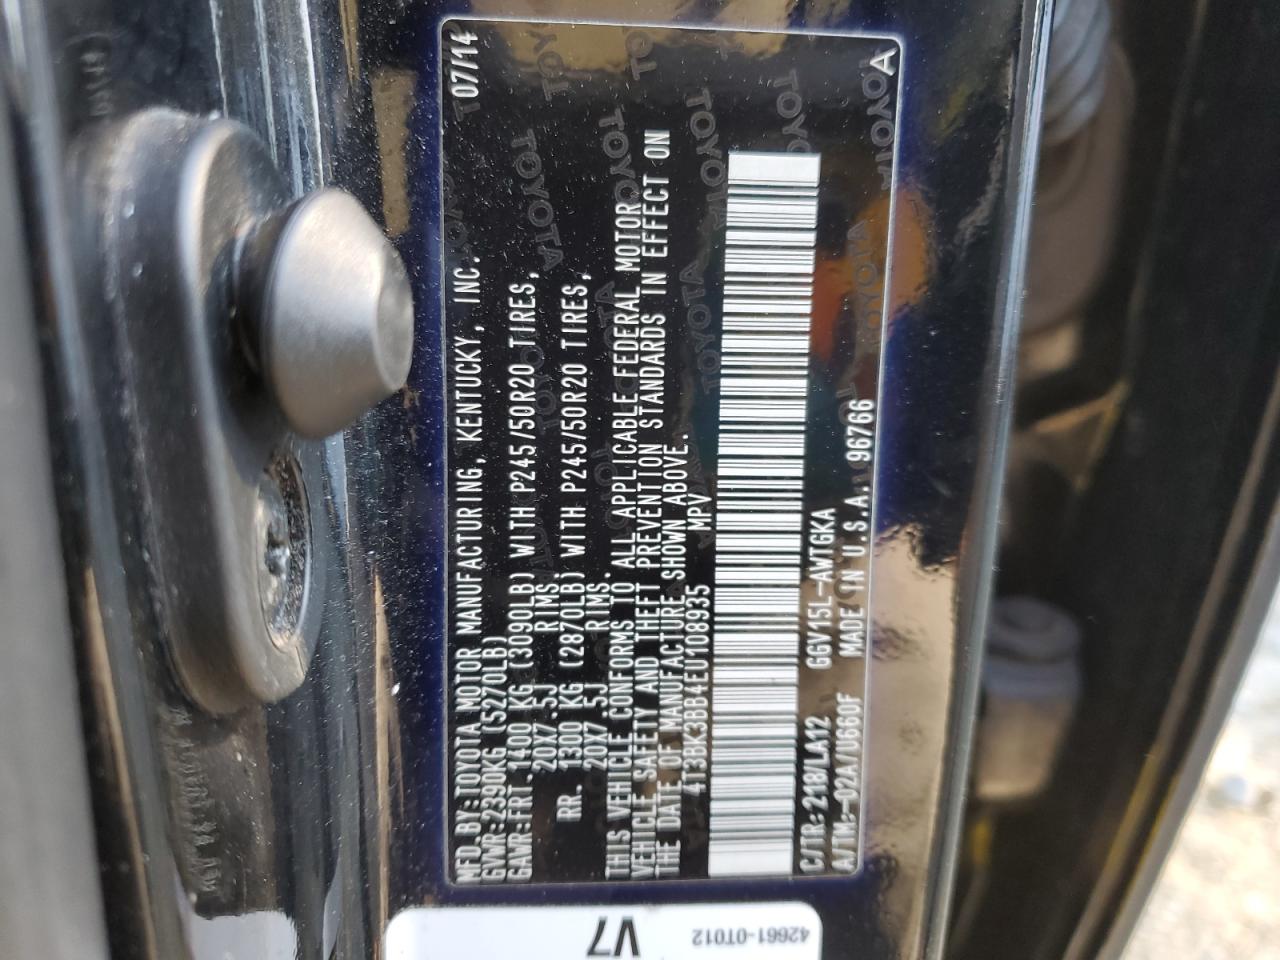 MFD.BY:TOYOTA MOTOR MANUFACTURING, KENTUCKY, INC. 07/14
GVWR:2390KG (5270LB)
GAWR:FRT.1400 KG (3090LB) WITH P245/50R20 TIRES,
20X7.5J RIMS.
RR. 1300 KG (2870LB) WITH P245/50R20 TIRES,
20X7.5J RIMS.
THIS VEHICLE CONFORMS TO ALL APPLICABLE FEDERAL MOTOR
VEHICLE SAFETY AND THEFT PREVENTION STANDARDS IN EFFECT ON
THE DATE OF MANUFACTURE SHOWN ABOVE.
4T3BK3BB4EU108935 MPV
C/TR:218/LA12 GGV15L-AWTGKA
A/TM:-02A/U660F MADE IN U.S.A. 96766
A
V7
42661-0T012